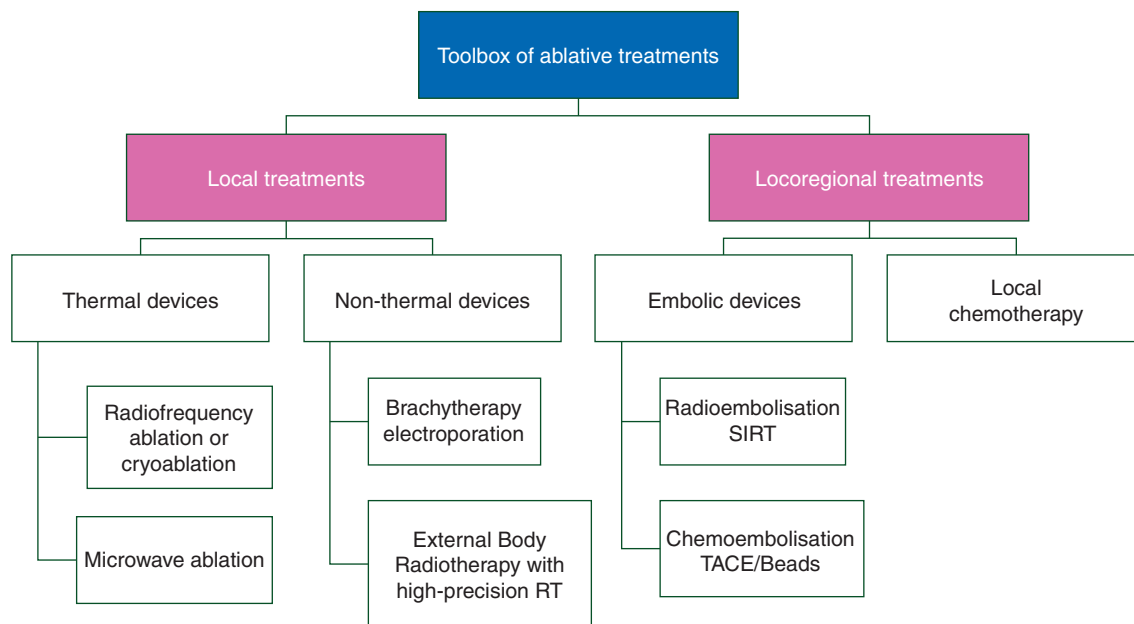 Toolbox of ablative treatments
Local treatments
Locoregional treatments
Thermal devices
Non-thermal devices
Embolic devices
Local
chemotherapy
Radiofrequency
ablation or
cryoablation
Brachytherapy
electroporation
Radioembolisation
SIRT
Microwave ablation
External Body
Radiotherapy with
high-precision RT
Chemoembolisation
TACE/Beads